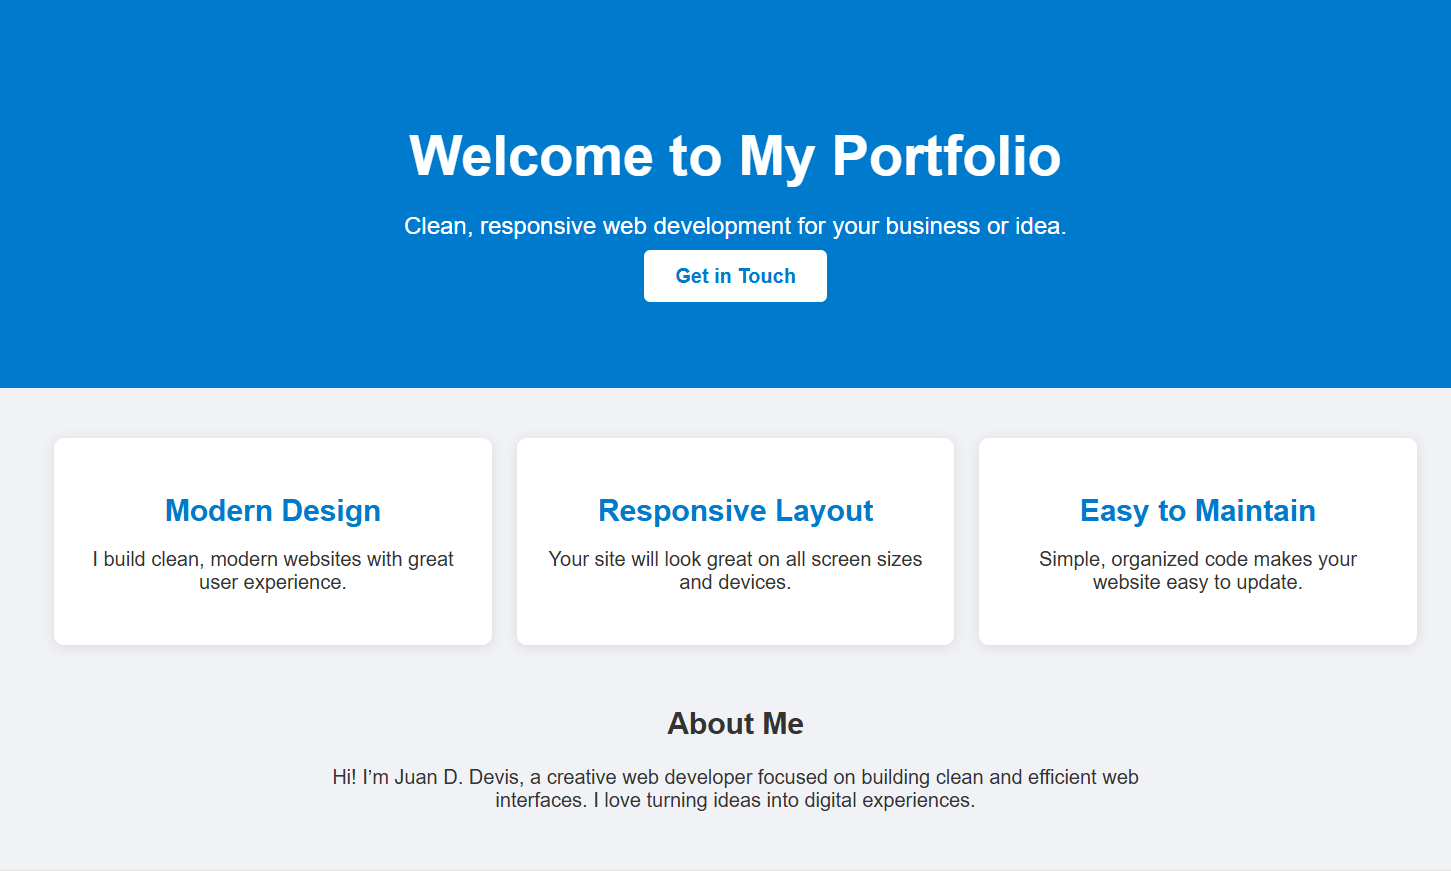 Welcome to My Portfolio
Clean, responsive web development for your business or idea.
Get in Touch
Modern Design
I build clean, modern websites with great
user experience.
Responsive Layout
Your site will look great on all screen sizes
and devices.
Easy to Maintain
Simple, organized code makes your
website easy to update.
About Me
Hi! I’m Juan D. Devis, a creative web developer focused on building clean and efficient web
interfaces. I love turning ideas into digital experiences.